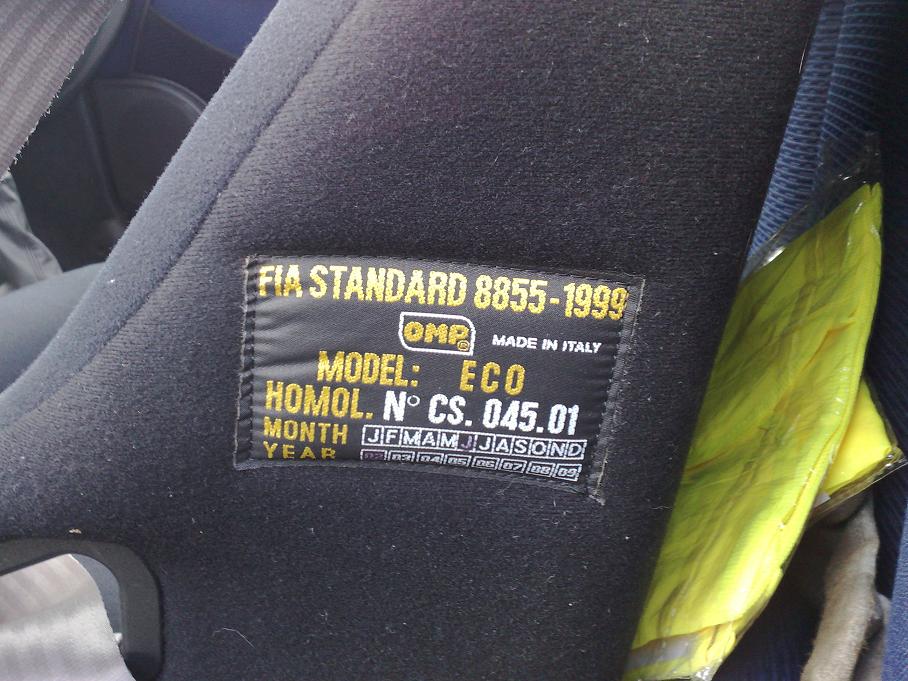 FIA STANDARD 8855-1999
OMP® MADE IN ITALY
MODEL: ECO
HOMOL. N° CS. 045.01
MONTH J F M A M J J A S O N D
YEAR 02 03 04 05 06 07 08 09